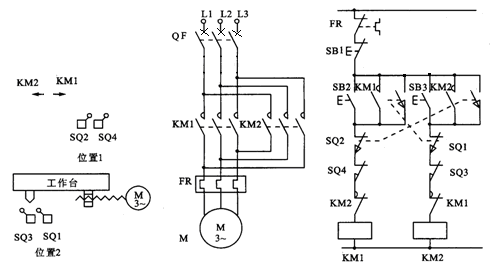 L1 L2 L3
QF
FR
SB1
KM2 KM1
SB2 KM1 SB3 KM2
SQ2 SQ4
KM1 KM2
位置1
SQ2 SQ1
工作台
FR
SQ4 SQ3
M
3~
KM2 KM1
SQ3 SQ1
M
M
3~
位置2
KM1 KM2